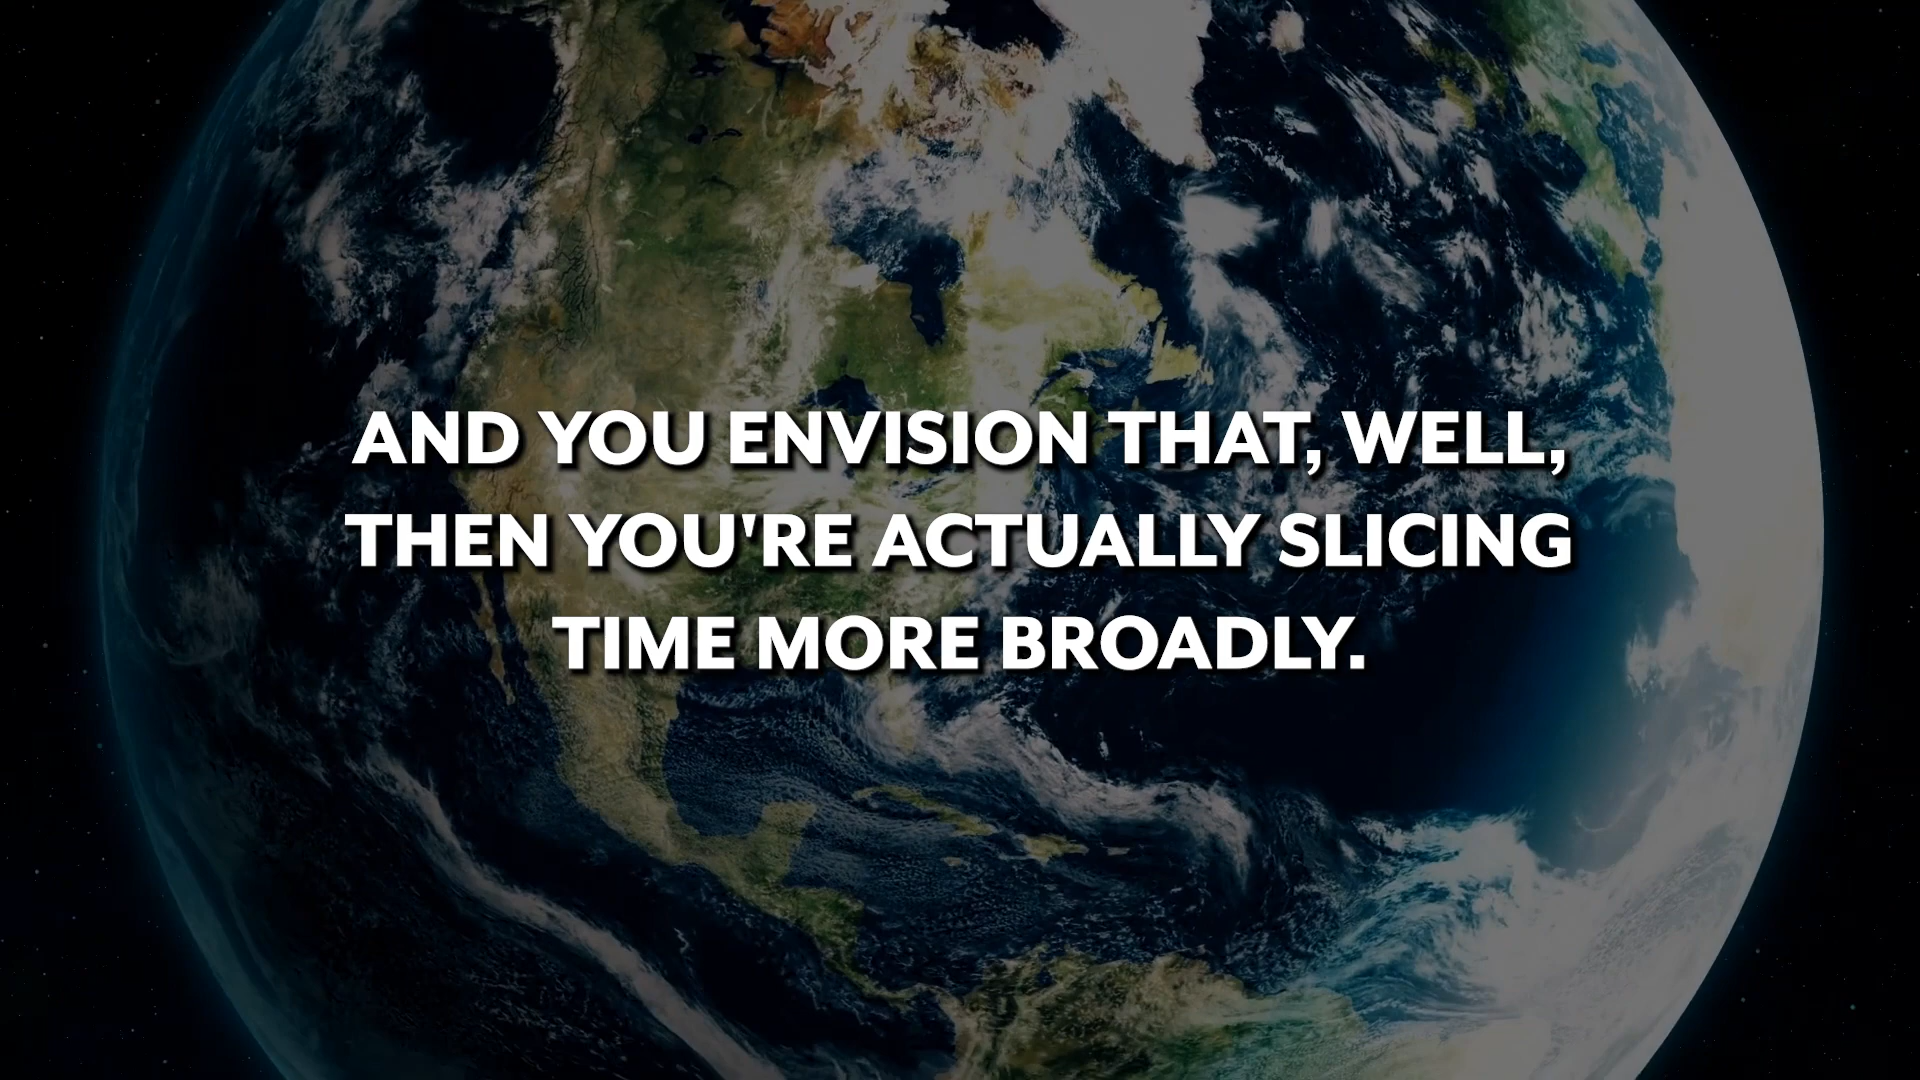 AND YOU ENVISION THAT, WELL,
THEN YOU'RE ACTUALLY SLICING
TIME MORE BROADLY.